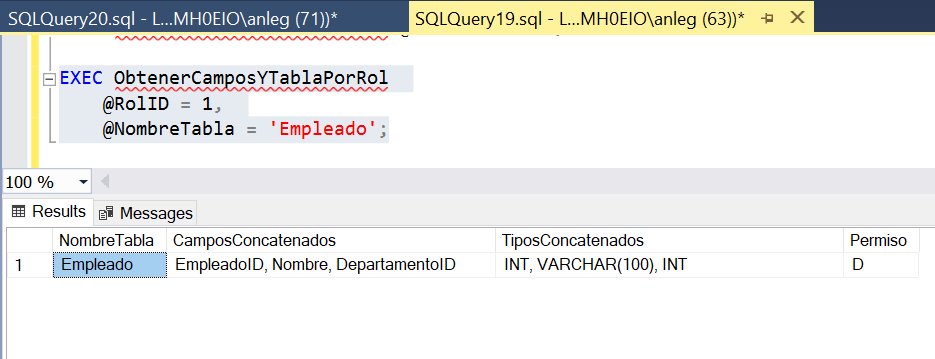 SQLQuery20.sql - L...MH0EIO\anleg (71))*
SQLQuery19.sql - L...MH0EIO\anleg (63))*
EXEC ObtenerCamposYTablaPorRol
@RolID = 1,
@NombreTabla = 'Empleado';
100 %
Results
Messages
NombreTabla CamposConcatenados TiposConcatenados Permiso
1 Empleado EmpleadoID, Nombre, DepartamentoID INT, VARCHAR(100), INT D